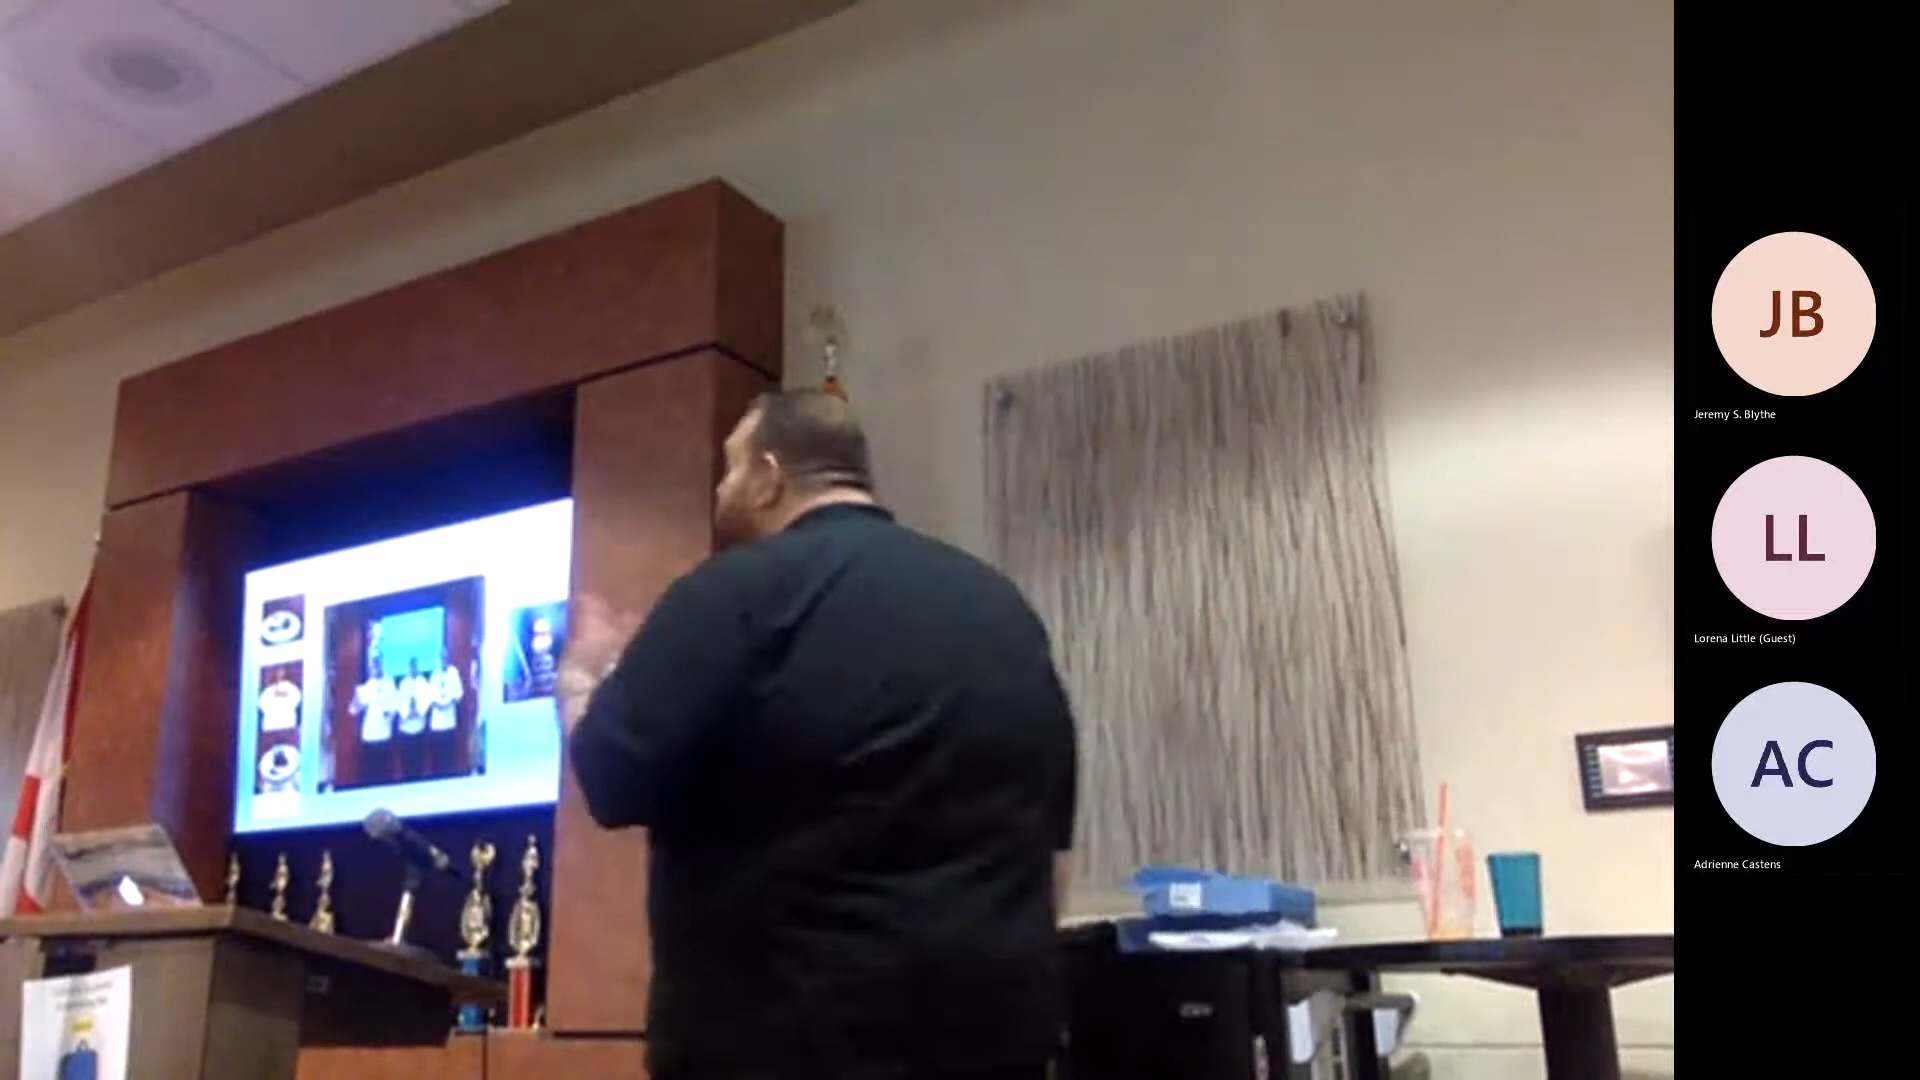 JB
Jeremy S. Blythe
LL
Lorena Little (Guest)
AC
Adrienne Castens